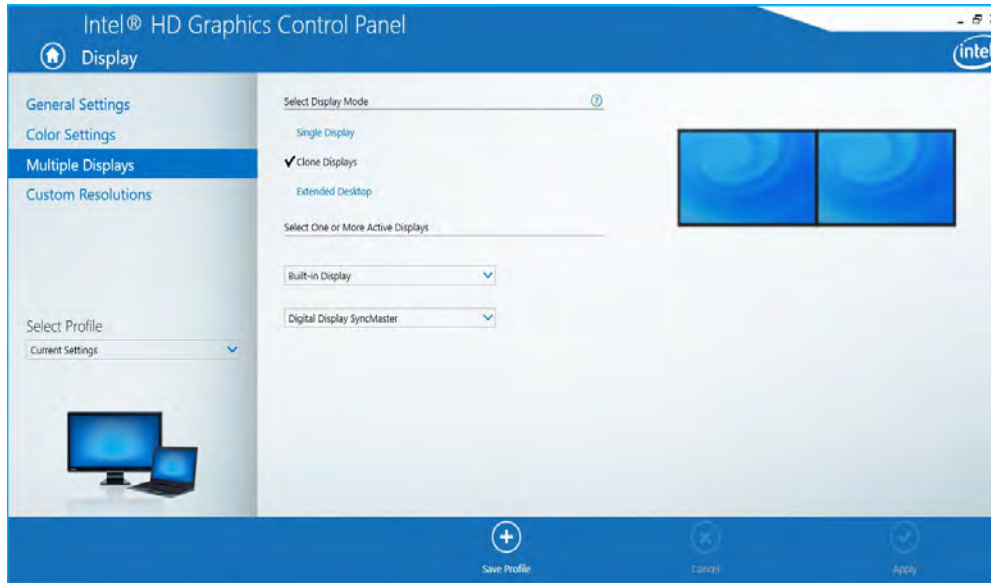 Intel® HD Graphics Control Panel
Display
General Settings
Color Settings
Multiple Displays
Custom Resolutions
Select Profile
Current Settings
Select Display Mode
Single Display
Clone Displays
Extended Desktop
Select One or More Active Displays
Built-in Display
Digital Display SyncMaster
Save Profile
Cancel
Apply